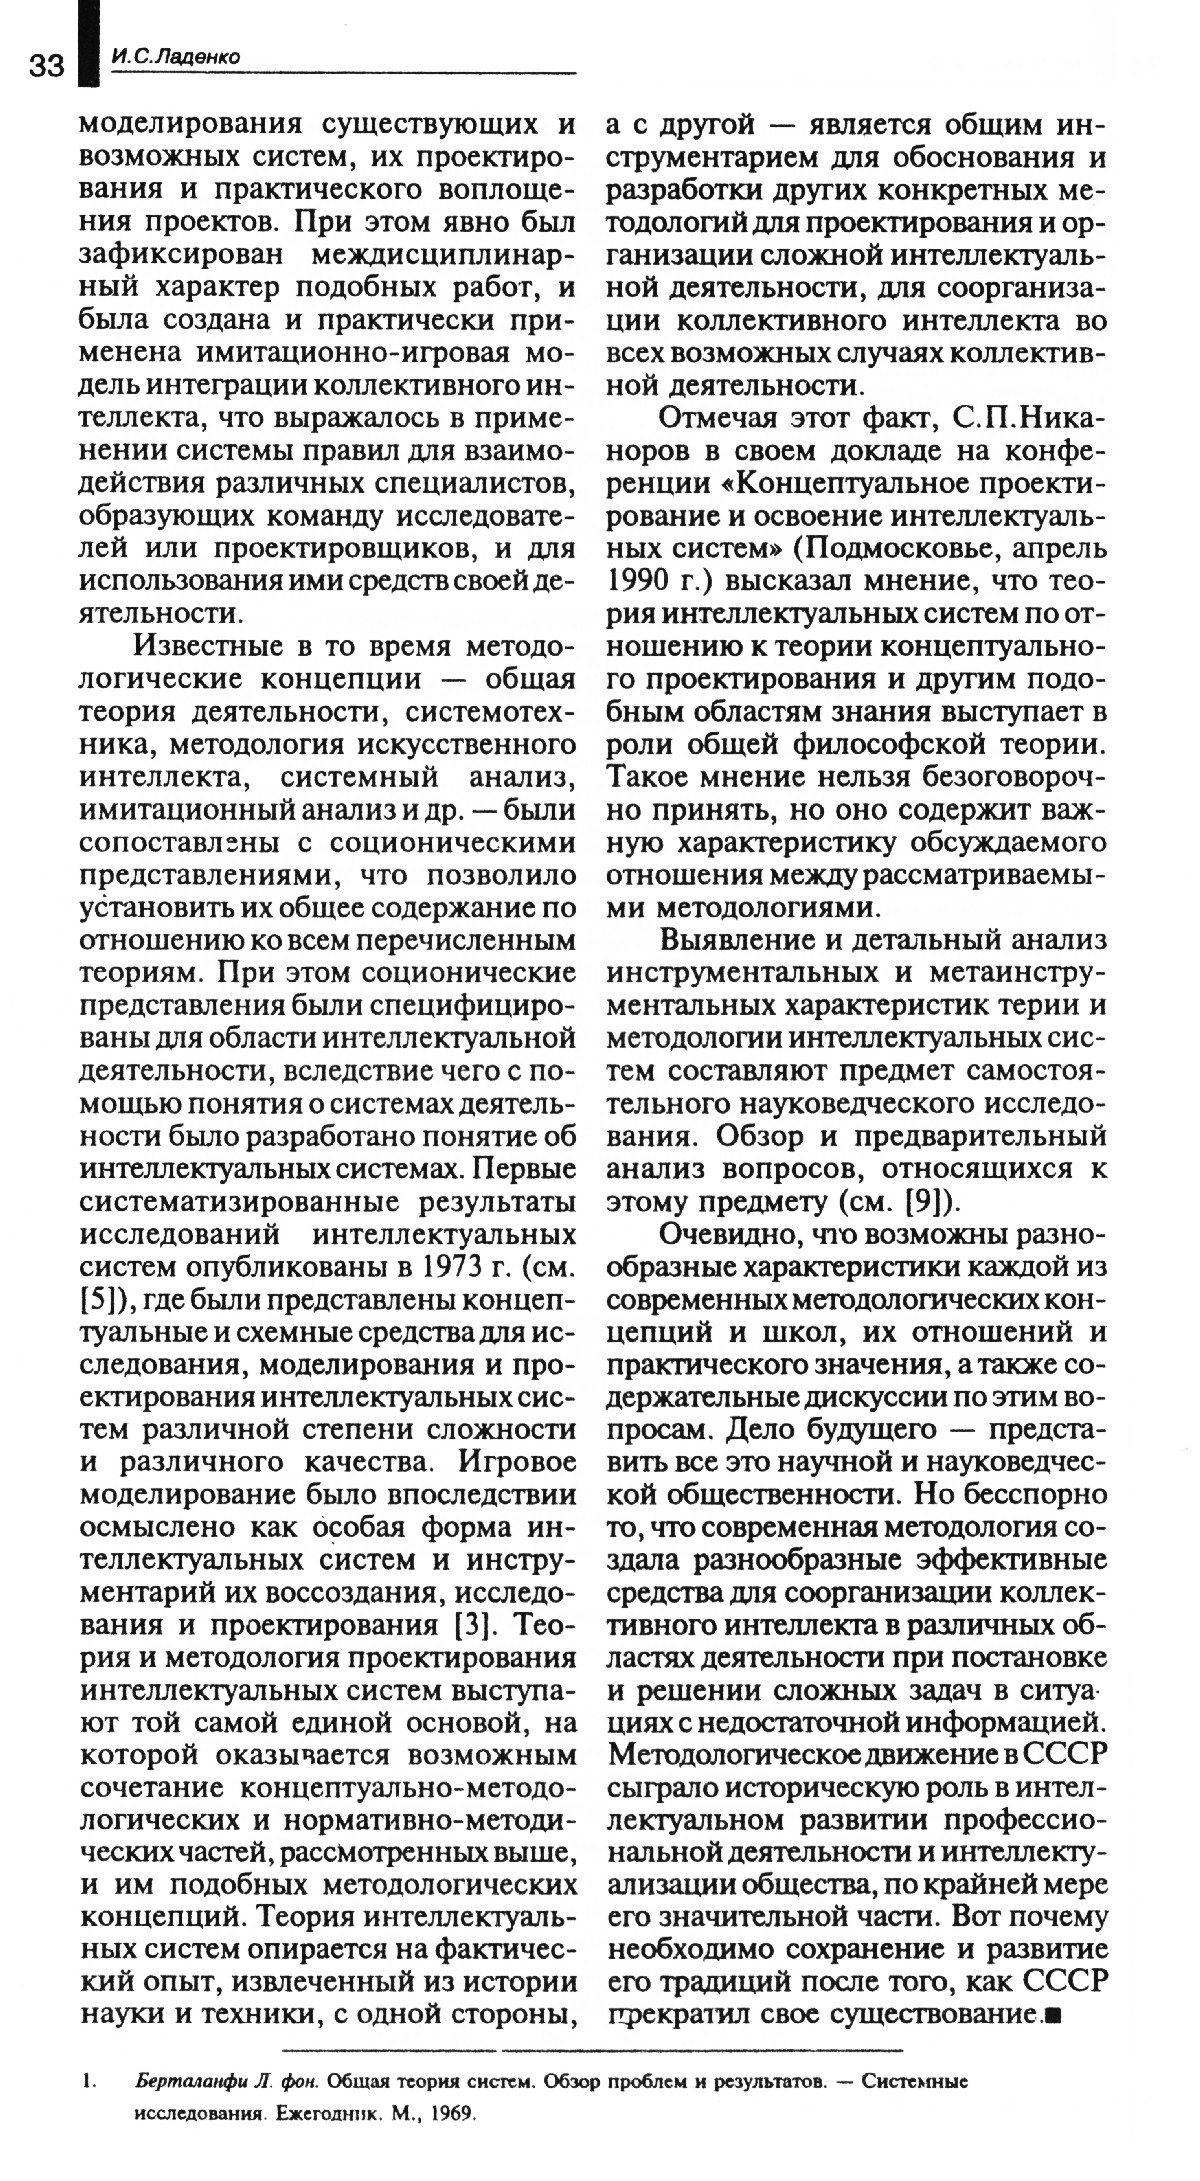 33
И.С.Ладенко
моделирования существующих и
возможных систем, их проектиро-
вания и практического воплоще-
ния проектов. При этом явно был
зафиксирован междисциплинар-
ный характер подобных работ, и
была создана и практически при-
менена имитационно-игровая мо-
дель интеграции коллективного ин-
теллекта, что выражалось в приме-
нении системы правил для взаимо-
действия различных специалистов,
образующих команду исследовате-
лей или проектировщиков, и для
использования ими средств своей де-
ятельности.
Известные в то время методо-
логические концепции — общая
теория деятельности, системотех-
ника, методология искусственного
интеллекта, системный анализ,
имитационный анализ и др. — были
сопоставлены с соционическими
представлениями, что позволило
установить их общее содержание по
отношению ко всем перечисленным
теориям. При этом соционические
представления были специфициро-
ваны для области интеллектуальной
деятельности, вследствие чего с по-
мощью понятия о системах деятель-
ности было разработано понятие об
интеллектуальных системах. Первые
систематизированные результаты
исследований интеллектуальных
систем опубликованы в 1973 г. (см.
[5]), где были представлены концеп-
туальные и схемные средства для ис-
следования, моделирования и про-
ектирования интеллектуальных сис-
тем различной степени сложности
и различного качества. Игровое
моделирование было впоследствии
осмыслено как особая форма ин-
теллектуальных систем и инстру-
ментарий их воссоздания, исследо-
вания и проектирования [3]. Тео-
рия и методология проектирования
интеллектуальных систем выступа-
ют той самой единой основой, на
которой оказывается возможным
сочетание концептуально-методо-
логических и нормативно-методи-
ческих частей, рассмотренных выше,
и им подобных методологических
концепций. Теория интеллектуаль-
ных систем опирается на фактичес-
кий опыт, извлеченный из истории
науки и техники, с одной стороны,
а с другой — является общим ин-
струментарием для обоснования и
разработки других конкретных ме-
тодологий для проектирования и ор-
ганизации сложной интеллектуаль-
ной деятельности, для соорганиза-
ции коллективного интеллекта во
всех возможных случаях коллектив-
ной деятельности.
Отмечая этот факт, С.П.Ника-
норов в своем докладе на конфе-
ренции «Концептуальное проекти-
рование и освоение интеллектуаль-
ных систем» (Подмосковье, апрель
1990 г.) высказал мнение, что тео-
рия интеллектуальных систем по от-
ношению к теории концептуально-
го проектирования и другим подо-
бным областям знания выступает в
роли общей философской теории.
Такое мнение нельзя безоговороч-
но принять, но оно содержит важ-
ную характеристику обсуждаемого
отношения между рассматриваемы-
ми методологиями.
Выявление и детальный анализ
инструментальных и метаинстру-
ментальных характеристик терии и
методологии интеллектуальных сис-
тем составляют предмет самостоя-
тельного науковедческого исследо-
вания. Обзор и предварительный
анализ вопросов, относящихся к
этому предмету (см. [9]).
Очевидно, что возможны разно-
образные характеристики каждой из
современных методологических кон-
цепций и школ, их отношений и
практического значения, а также со-
держательные дискуссии по этим во-
просам. Дело будущего — предста-
вить все это научной и науковедчес-
кой общественности. Но бесспорно
то, что современная методология со-
здала разнообразные эффективные
средства для соорганизации коллек-
тивного интеллекта в различных об-
ластях деятельности при постановке
и решении сложных задач в ситуа-
циях с недостаточной информацией.
Методологическое движение в СССР
сыграло историческую роль в интел-
лектуальном развитии профессио-
нальной деятельности и интеллекту-
ализации общества, по крайней мере
его значительной части. Вот почему
необходимо сохранение и развитие
его традиций после того, как СССР
прекратил свое существование.■
1. Берталанфи Л. фон. Общая теория систем. Обзор проблем и результатов. — Системные
исследования. Ежегодник. М., 1969.